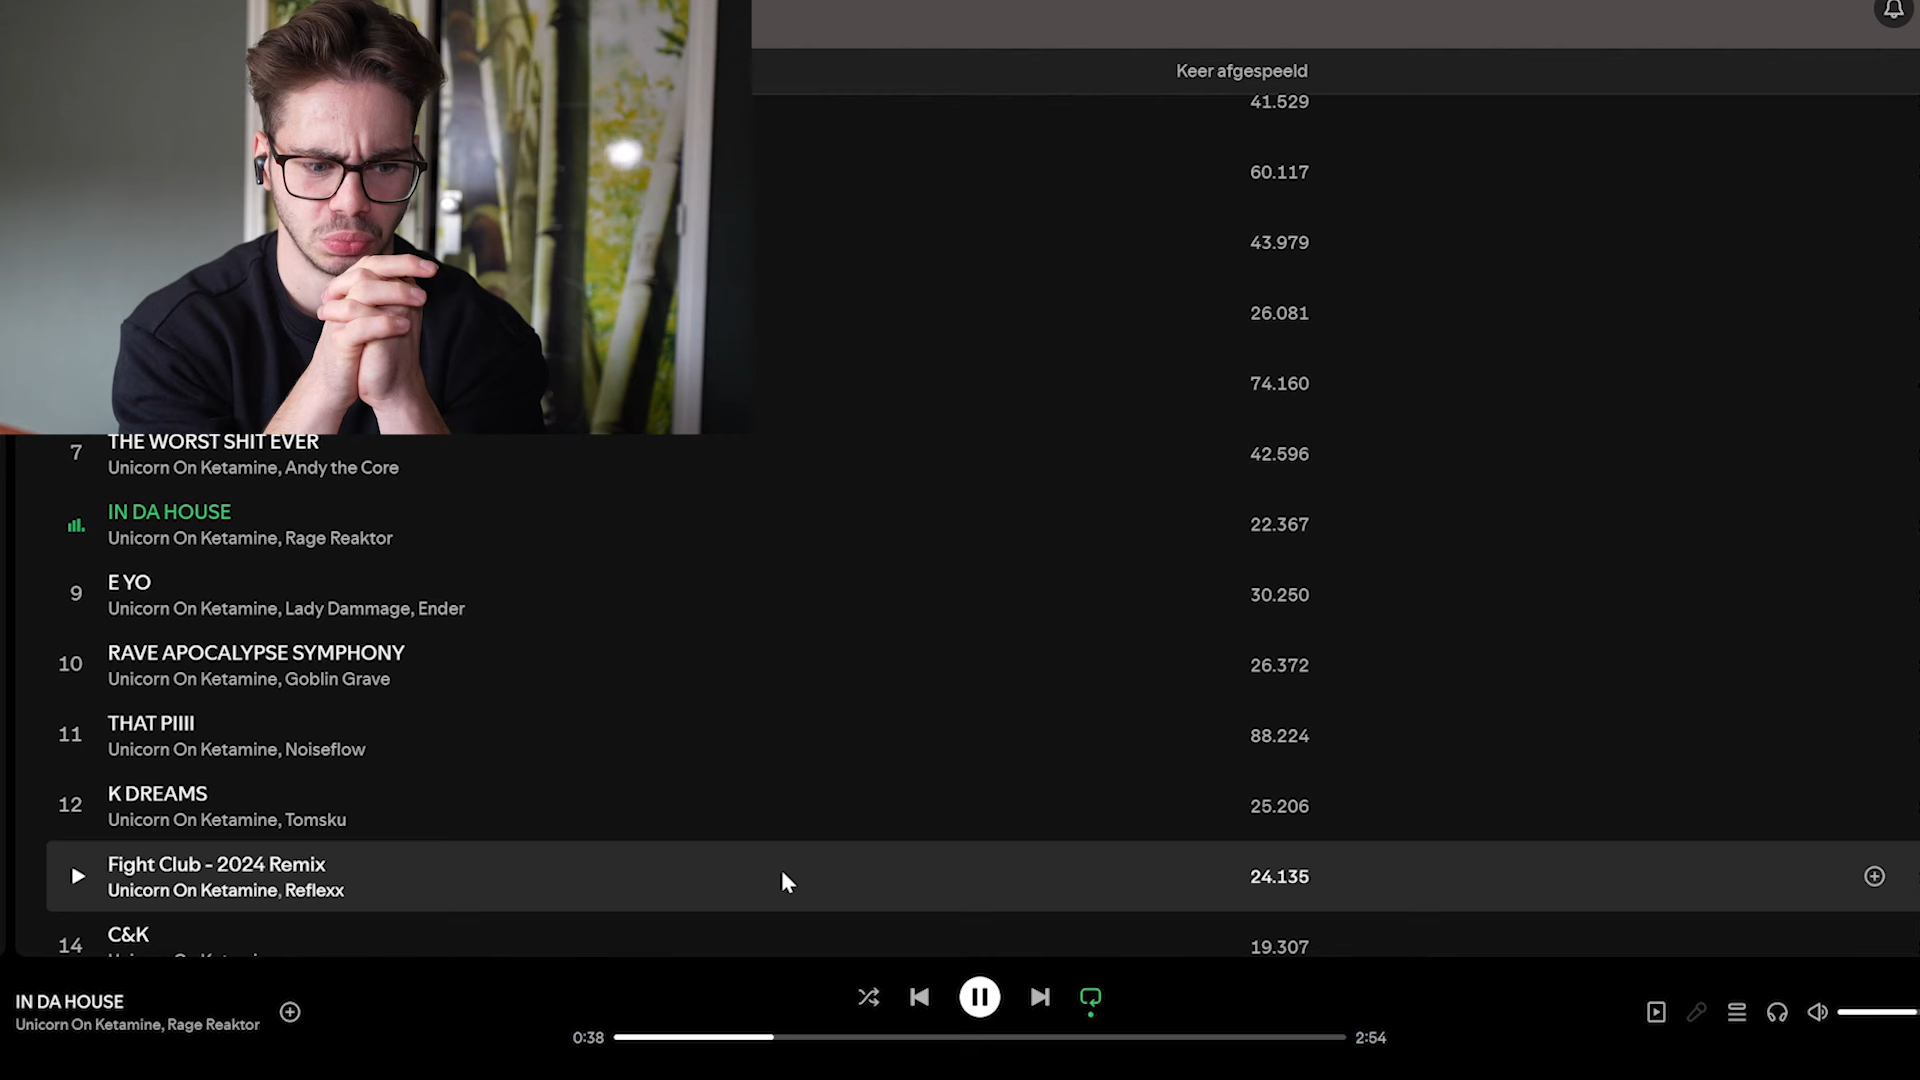 Keer afgespeeld
41.529
60.117
43.979
26.081
74.160
7
THE WORST SHIT EVER
Unicorn On Ketamine, Andy the Core
42.596
IN DA HOUSE
Unicorn On Ketamine, Rage Reaktor
22.367
9
E YO
Unicorn On Ketamine, Lady Dammage, Ender
30.250
10
RAVE APOCALYPSE SYMPHONY
Unicorn On Ketamine, Goblin Grave
26.372
11
THAT PIIII
Unicorn On Ketamine, Noiseflow
88.224
12
K DREAMS
Unicorn On Ketamine, Tomsku
25.206
Fight Club - 2024 Remix
Unicorn On Ketamine, Reflexx
24.135
14
C&K
19.307
IN DA HOUSE
Unicorn On Ketamine, Rage Reaktor
0:38
2:54